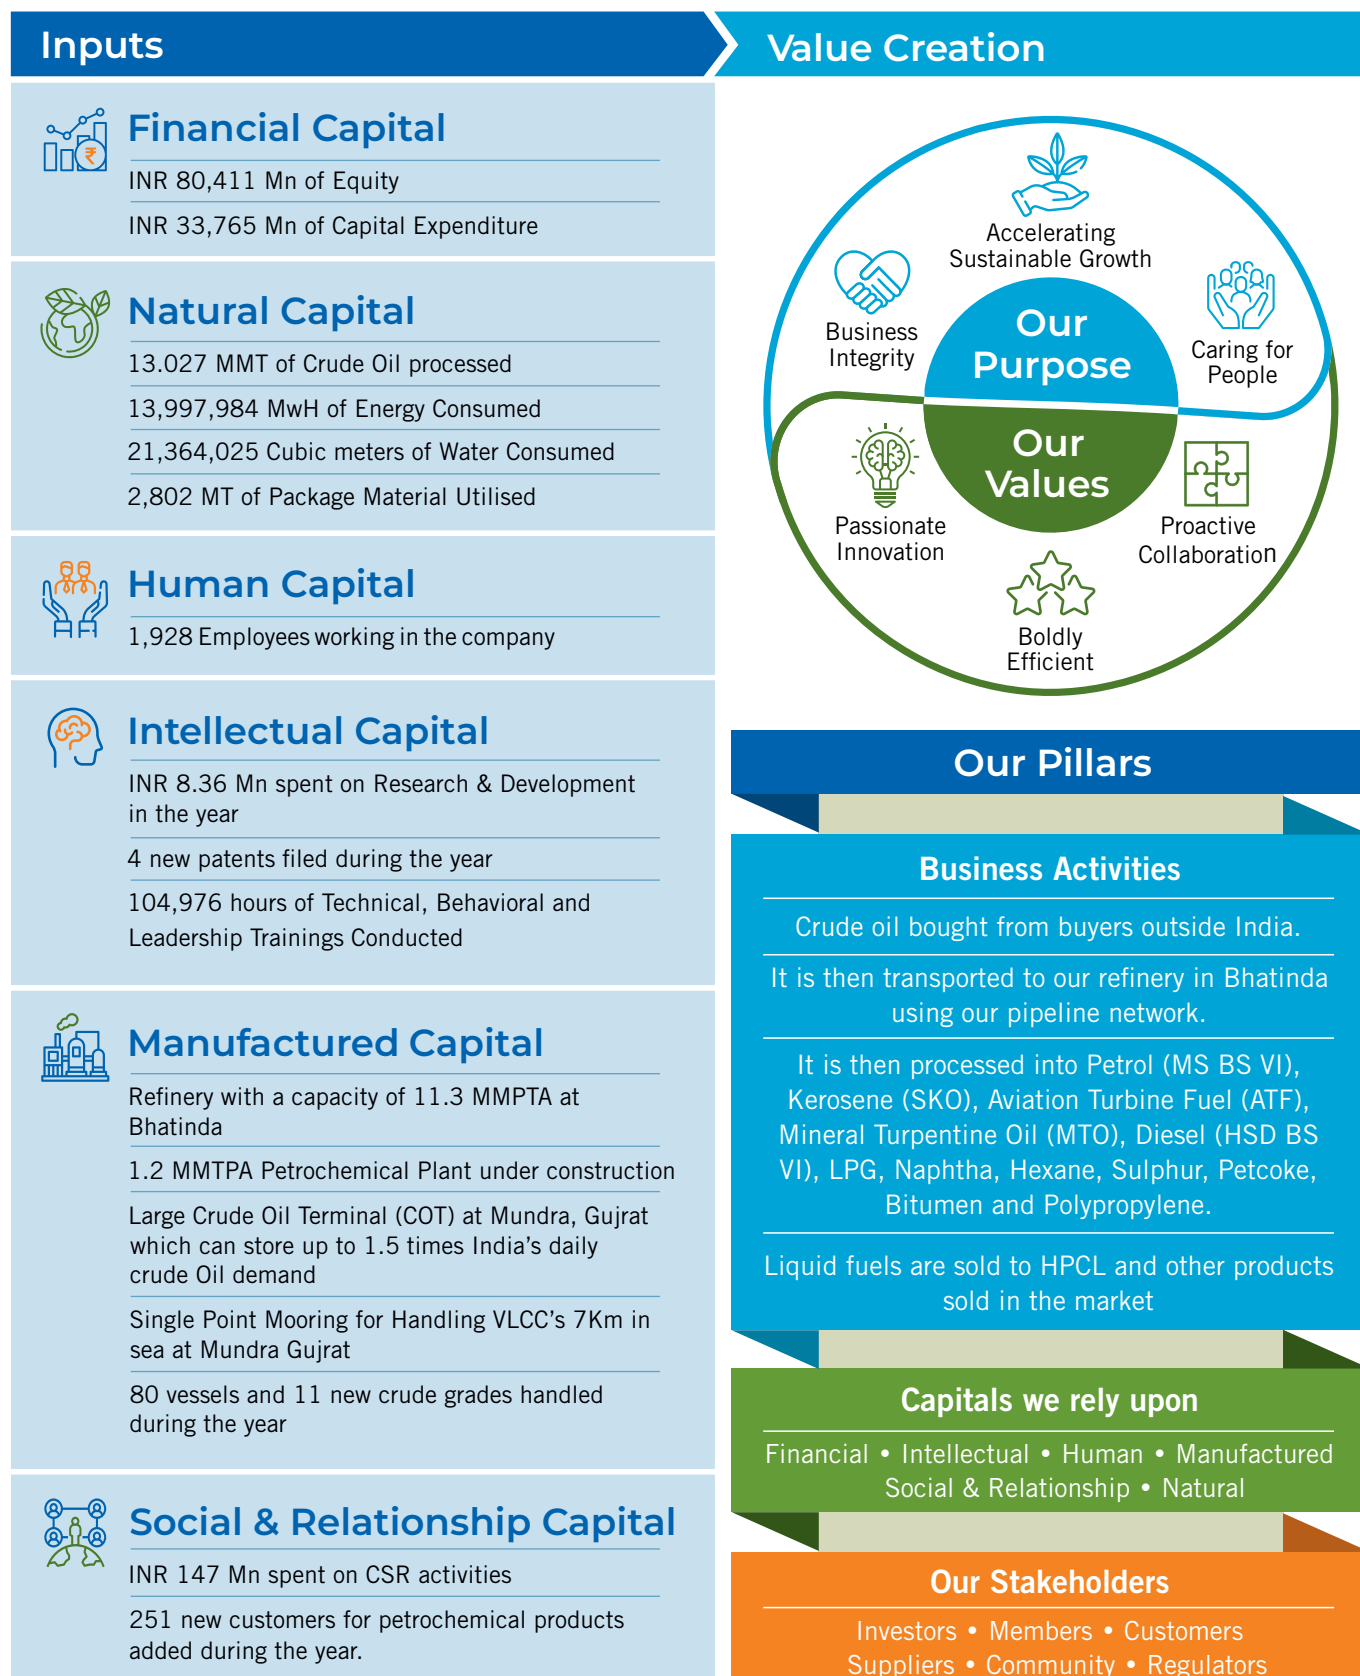 Inputs
Financial Capital
INR 80,411 Mn of Equity
INR 33,765 Mn of Capital Expenditure
Natural Capital
13.027 MMT of Crude Oil processed
13,997,984 MwH of Energy Consumed
21,364,025 Cubic meters of Water Consumed
2,802 MT of Package Material Utilised
Human Capital
1,928 Employees working in the company
Intellectual Capital
INR 8.36 Mn spent on Research & Development
in the year
4 new patents filed during the year
104,976 hours of Technical, Behavioral and
Leadership Trainings Conducted
Manufactured Capital
Refinery with a capacity of 11.3 MMPTA at
Bhatinda
1.2 MMTPA Petrochemical Plant under construction
Large Crude Oil Terminal (COT) at Mundra, Gujrat
which can store up to 1.5 times India's daily
crude Oil demand
Single Point Mooring for Handling VLCC's 7Km in
sea at Mundra Gujrat
80 vessels and 11 new crude grades handled
during the year
Social & Relationship Capital
INR 147 Mn spent on CSR activities
251 new customers for petrochemical products
added during the year.
Value Creation
Accelerating
Sustainable Growth
Business
Integrity
Caring for
People
Our
Purpose
Our
Values
Passionate
Innovation
Proactive
Collaboration
Boldly
Efficient
Our Pillars
Business Activities
Crude oil bought from buyers outside India.
It is then transported to our refinery in Bhatinda
using our pipeline network.
It is then processed into Petrol (MS BS VI),
Kerosene (SKO), Aviation Turbine Fuel (ATF),
Mineral Turpentine Oil (MTO), Diesel (HSD BS
VI), LPG, Naphtha, Hexane, Sulphur, Petcoke,
Bitumen and Polypropylene.
Liquid fuels are sold to HPCL and other products
sold in the market
Capitals we rely upon
Financial • Intellectual • Human • Manufactured
Social & Relationship • Natural
Our Stakeholders
Investors • Members • Customers
Suppliers • Community • Regulators